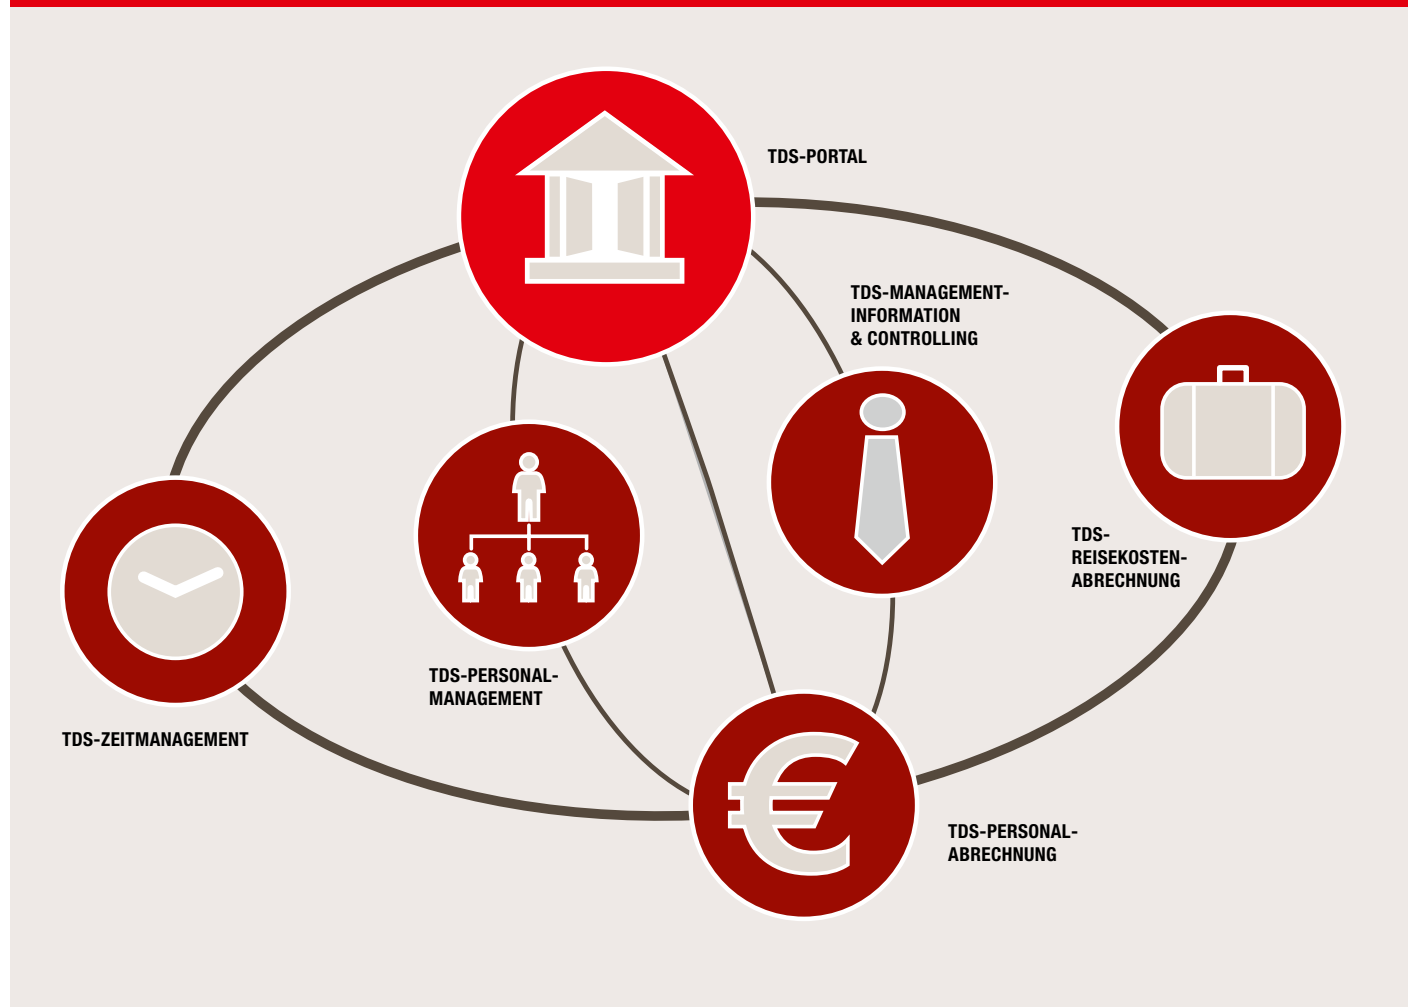 TDS-PORTAL
TDS-MANAGEMENT-
INFORMATION
& CONTROLLING
TDS-
REISEKOSTEN-
ABRECHNUNG
TDS-PERSONAL-
MANAGEMENT
TDS-ZEITMANAGEMENT
€
TDS-PERSONAL-
ABRECHNUNG